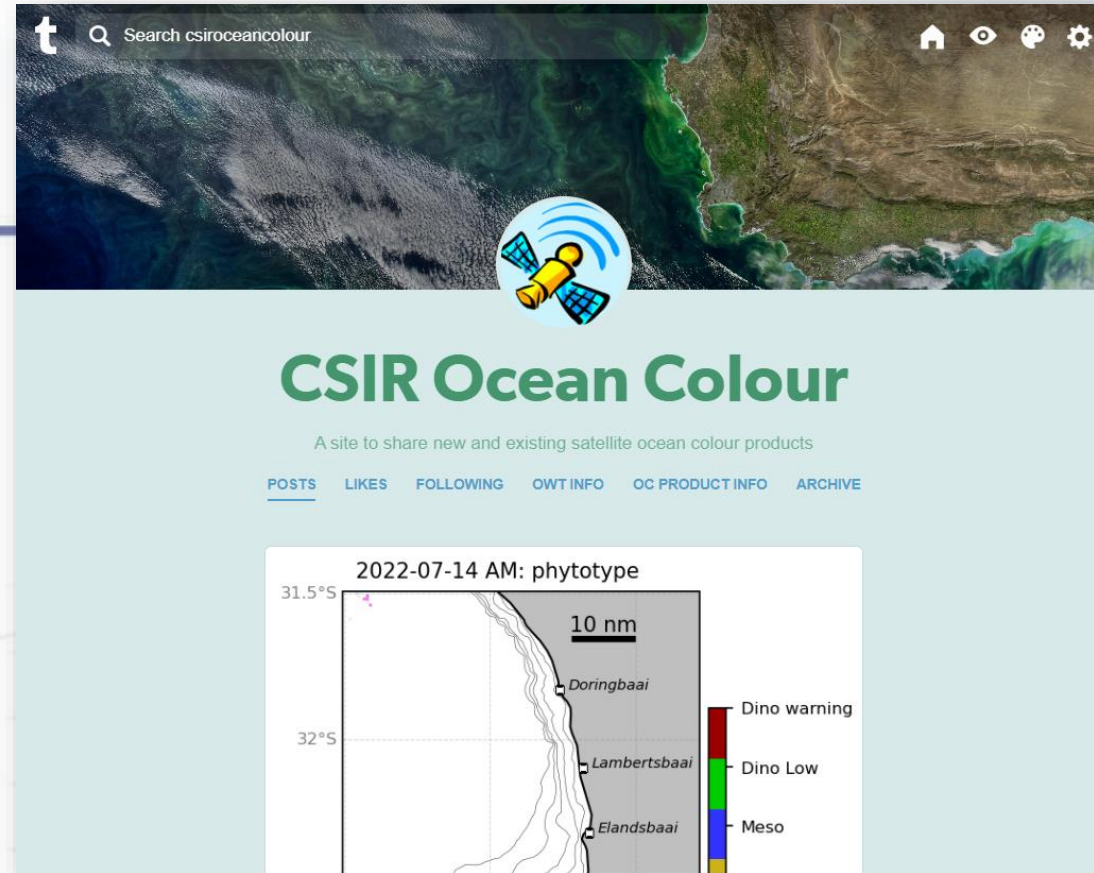 t Search csiroceancolour
CSIR Ocean Colour
A site to share new and existing satellite ocean colour products
POSTS LIKES FOLLOWING OWT INFO OC PRODUCT INFO ARCHIVE
2022-07-14 AM: phytotype
31.5°S
10 nm
Doringbaai
Dino warning
32°S
Lambertsbaai
Dino Low
Elandsbaai
Meso